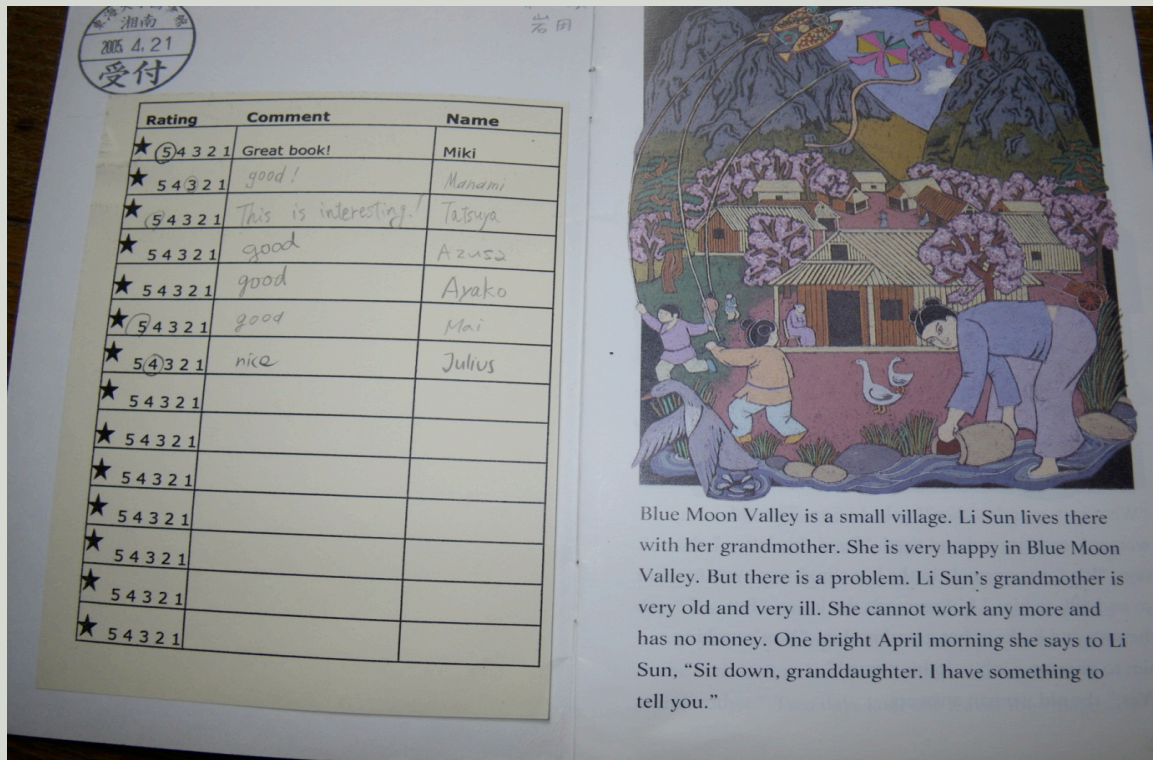 湘南
2005.4.21
受付
岩田
Rating Comment Name
★ 5 4 3 2 1 Great book! Miki
★ 5 4 3 2 1 good! Manami
★ 5 4 3 2 1 This is interesting! Tatsuya
★ 5 4 3 2 1 good Azusa
★ 5 4 3 2 1 good Ayako
★ 5 4 3 2 1 good Mai
★ 5 4 3 2 1 nice Julius
★ 5 4 3 2 1
★ 5 4 3 2 1
★ 5 4 3 2 1
★ 5 4 3 2 1
★ 5 4 3 2 1
★ 5 4 3 2 1
★ 5 4 3 2 1
Blue Moon Valley is a small village. Li Sun lives there
with her grandmother. She is very happy in Blue Moon
Valley. But there is a problem. Li Sun's grandmother is
very old and very ill. She cannot work any more and
has no money. One bright April morning she says to Li
Sun, “Sit down, granddaughter. I have something to
tell you.”